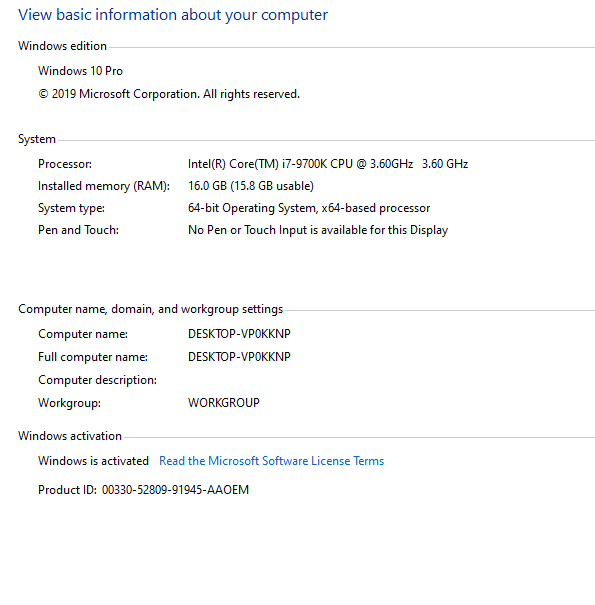 View basic information about your computer
Windows edition
Windows 10 Pro
© 2019 Microsoft Corporation. All rights reserved.
System
Processor: Intel(R) Core(TM) i7-9700K CPU @ 3.60GHz 3.60 GHz
Installed memory (RAM): 16.0 GB (15.8 GB usable)
System type: 64-bit Operating System, x64-based processor
Pen and Touch: No Pen or Touch Input is available for this Display
Computer name, domain, and workgroup settings
Computer name: DESKTOP-VP0KKNP
Full computer name: DESKTOP-VP0KKNP
Computer description:
Workgroup: WORKGROUP
Windows activation
Windows is activated Read the Microsoft Software License Terms
Product ID: 00330-52809-91945-AAOEM